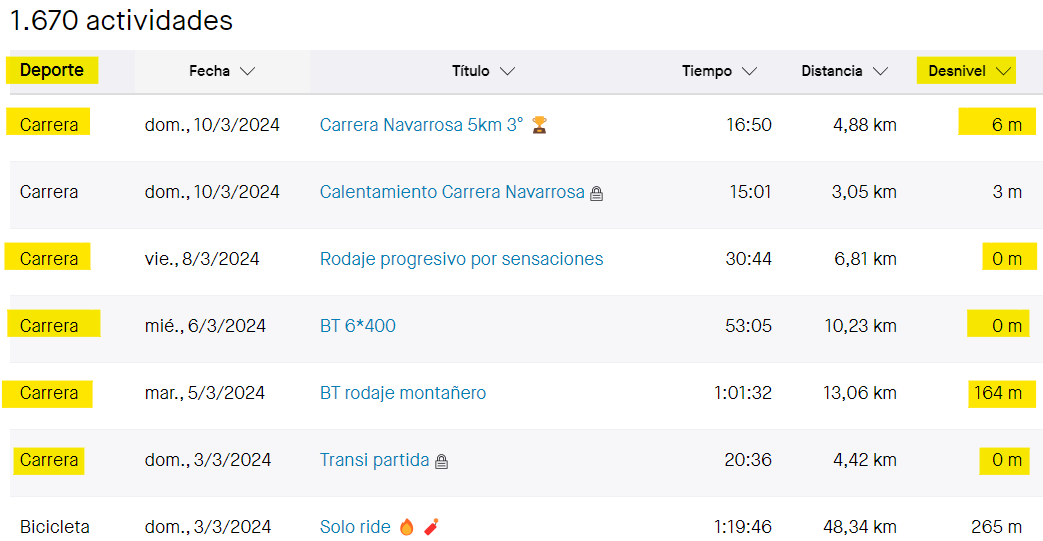 1.670 actividades
Deporte Fecha Título Tiempo Distancia Desnivel
Carrera dom., 10/3/2024 Carrera Navarrosa 5km 3° 16:50 4,88 km 6 m
Carrera dom., 10/3/2024 Calentamiento Carrera Navarrosa 15:01 3,05 km 3 m
Carrera vie., 8/3/2024 Rodaje progresivo por sensaciones 30:44 6,81 km 0 m
Carrera mié., 6/3/2024 BT 6*400 53:05 10,23 km 0 m
Carrera mar., 5/3/2024 BT rodaje montañero 1:01:32 13,06 km 164 m
Carrera dom., 3/3/2024 Transi partida 20:36 4,42 km 0 m
Bicicleta dom., 3/3/2024 Solo ride 1:19:46 48,34 km 265 m